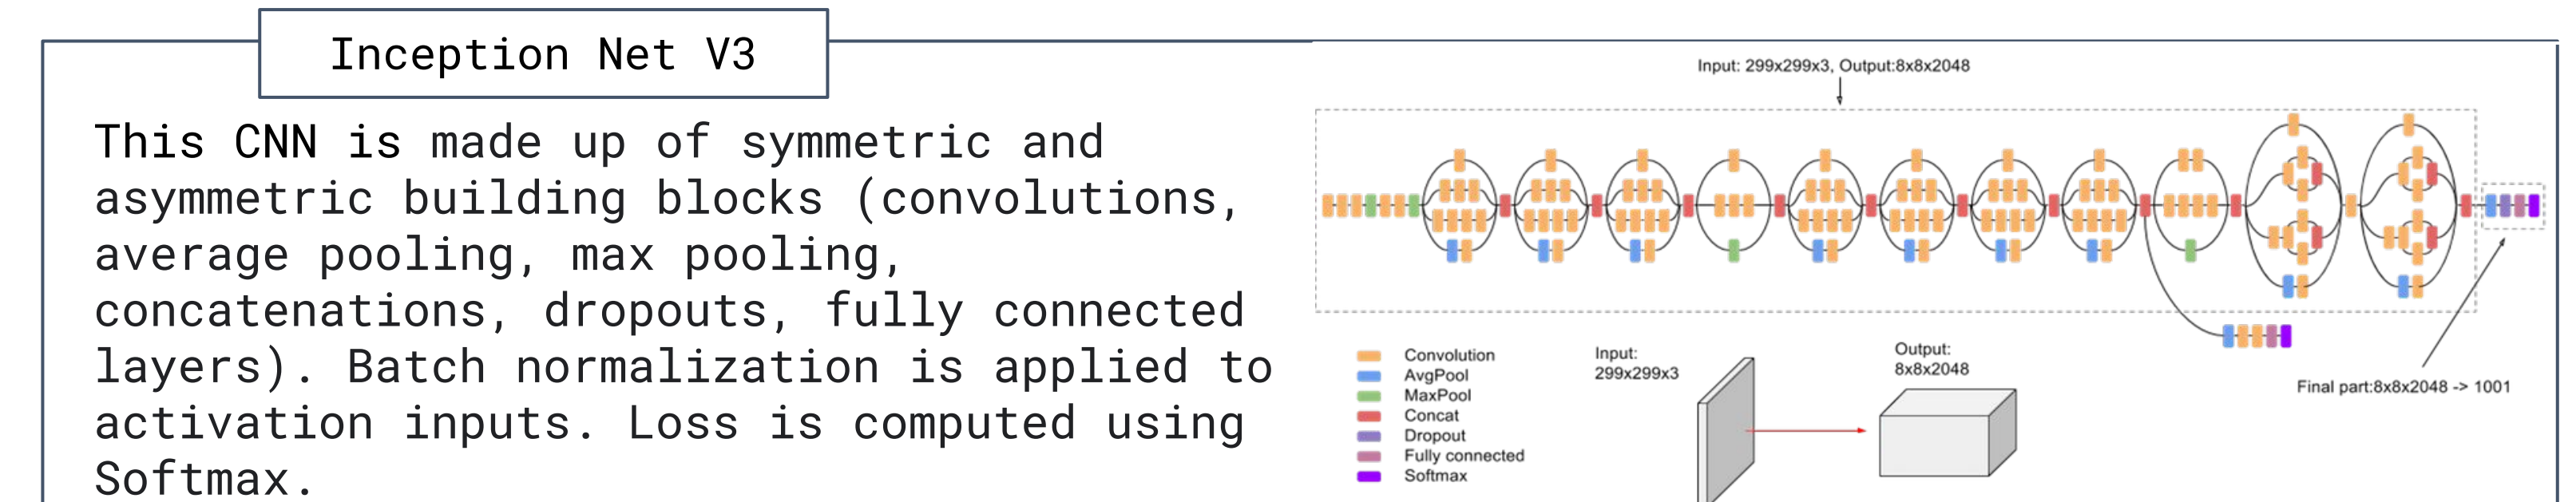 Inception Net V3
This CNN is made up of symmetric and
asymmetric building blocks (convolutions,
average pooling, max pooling,
concatenations, dropouts, fully connected
layers). Batch normalization is applied to
activation inputs. Loss is computed using
Softmax.
Input: 299x299x3, Output:8x8x2048
Convolution
AvgPool
MaxPool
Concat
Dropout
Fully connected
Softmax
Input:
299x299x3
Output:
8x8x2048
Final part:8x8x2048 -> 1001